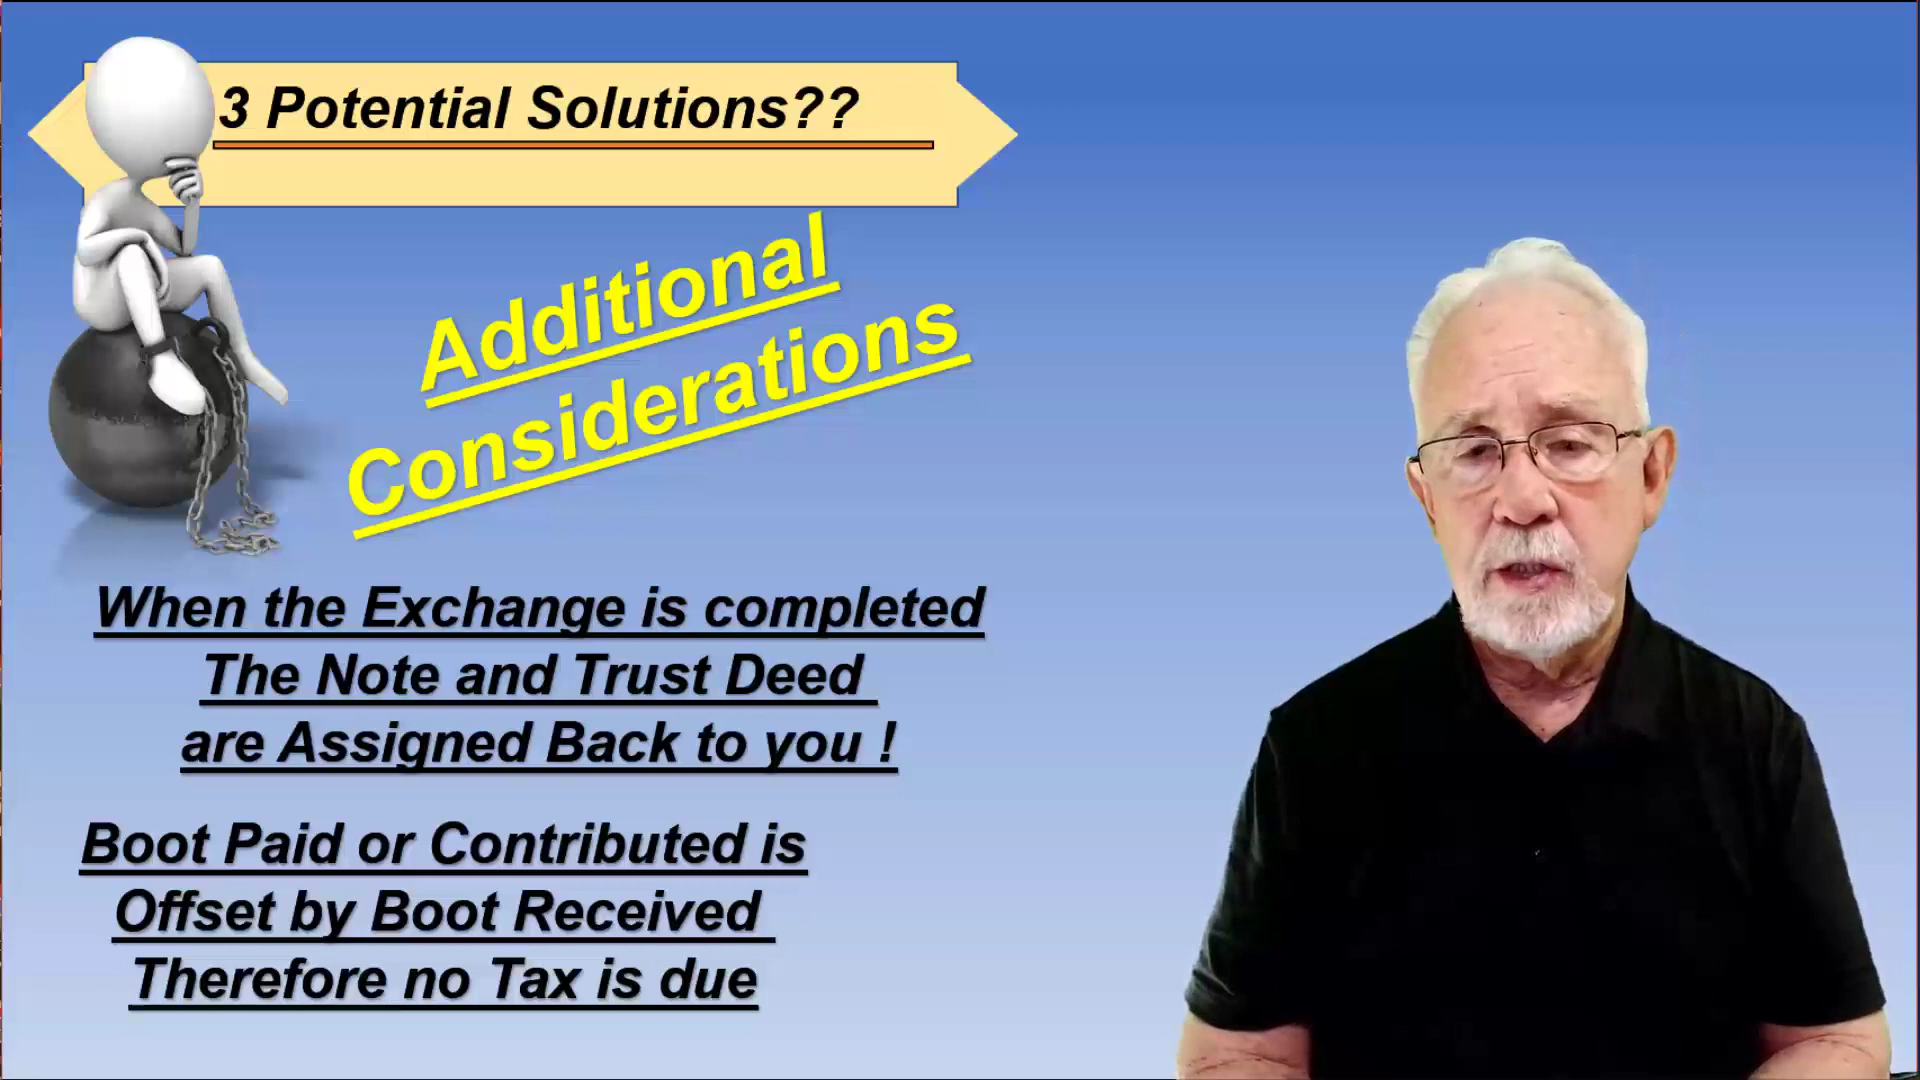 3 Potential Solutions??
Additional
Considerations
When the Exchange is completed
The Note and Trust Deed
are Assigned Back to you !
Boot Paid or Contributed is
Offset by Boot Received
Therefore no Tax is due